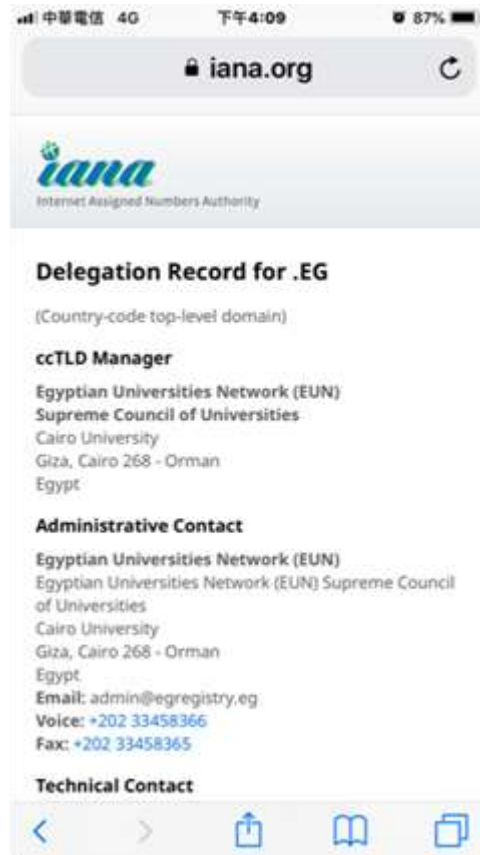 中華電信 4G 下午4:09 87%
iana.org
iana
Internet Assigned Numbers Authority
Delegation Record for .EG
(Country-code top-level domain)
ccTLD Manager
Egyptian Universities Network (EUN)
Supreme Council of Universities
Cairo University
Giza, Cairo 268 - Orman
Egypt
Administrative Contact
Egyptian Universities Network (EUN)
Egyptian Universities Network (EUN) Supreme Council
of Universities
Cairo University
Giza, Cairo 268 - Orman
Egypt
Email: admin@egregistry.eg
Voice: +202 33458366
Fax: +202 33458365
Technical Contact